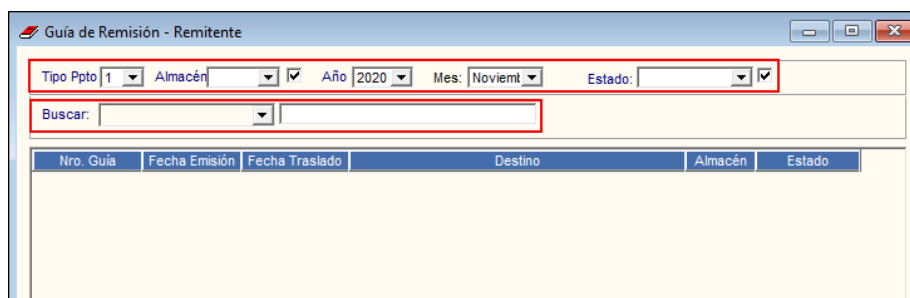 Guía de Remisión - Remitente
Tipo Ppto 1 Almacén Año 2020 Mes: Noviemb Estado:
Buscar:
Nro. Guía Fecha Emisión Fecha Traslado Destino Almacén Estado